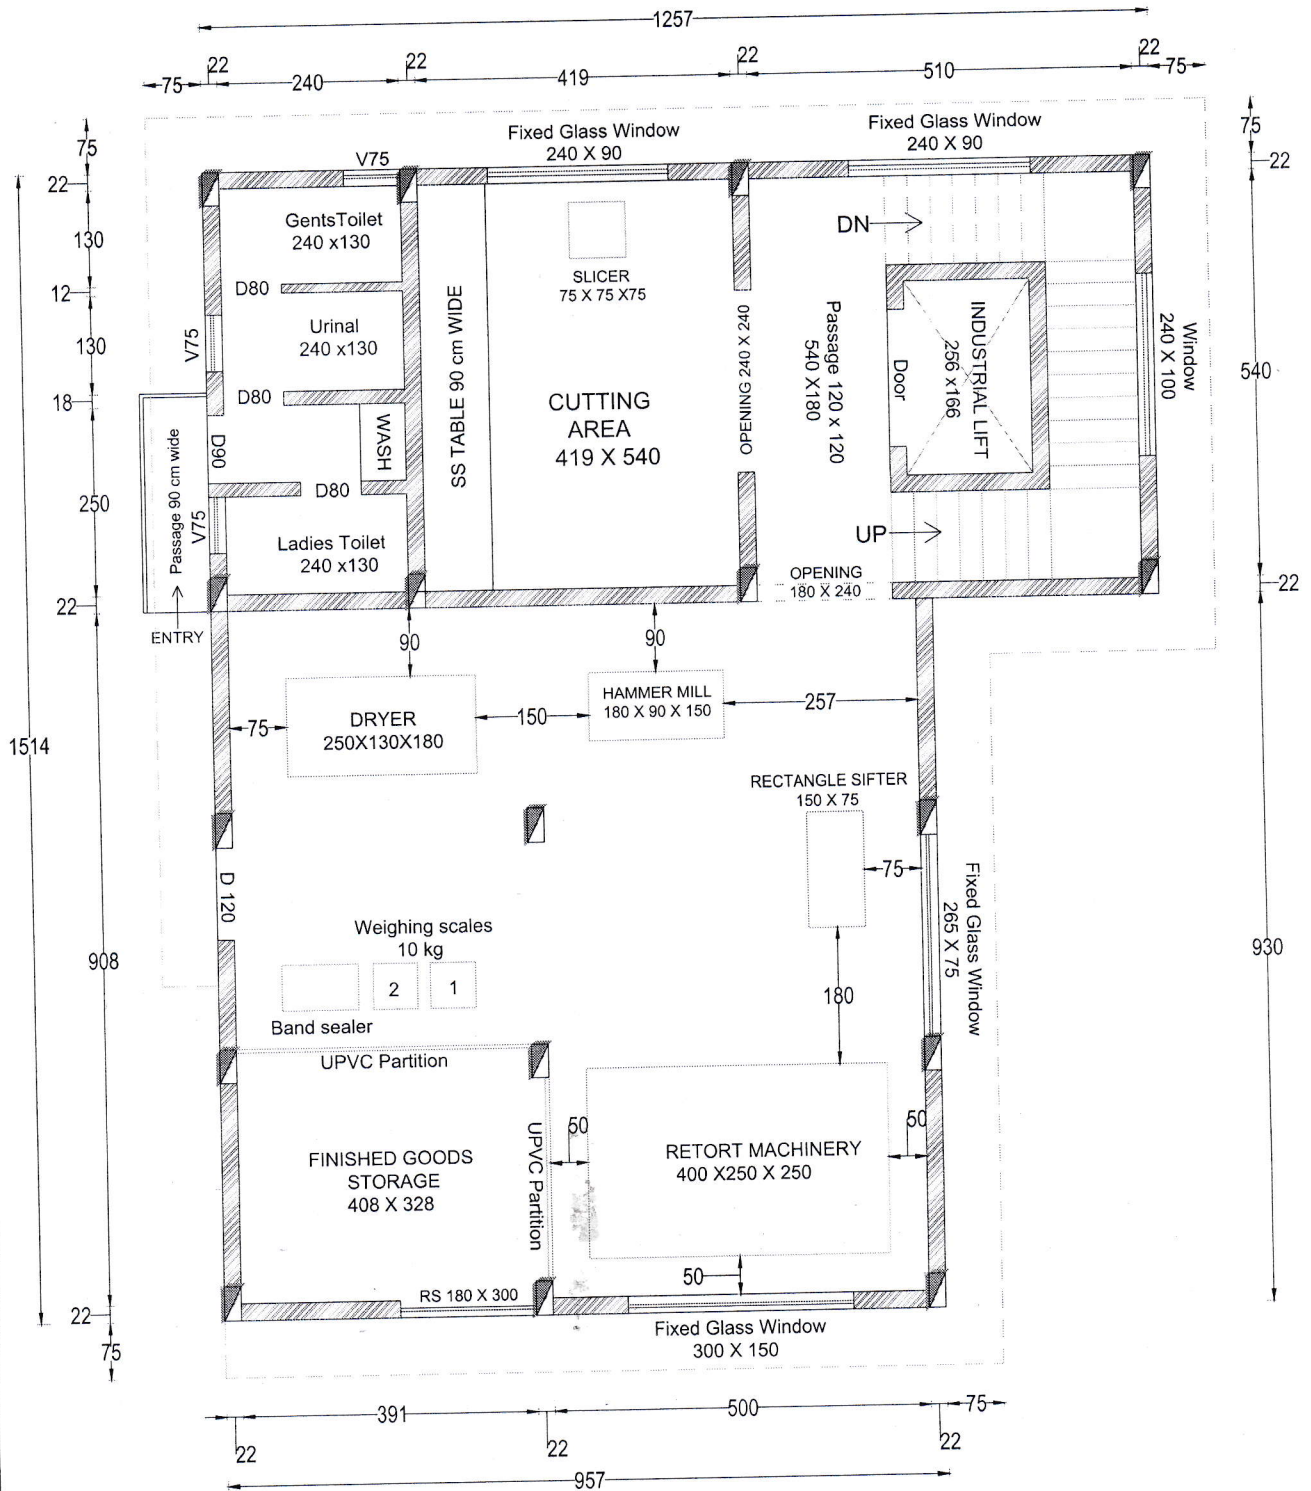 1257
22
22
22
22
75
240
419
510
75
75
22
130
12
130
18
250
22
1514
908
22
75
75
22
540
22
930
V75
Fixed Glass Window
240 X 90
Fixed Glass Window
240 X 90
GentsToilet
240 x130
D80
Urinal
240 x130
V75
D80
D90
WASH
D80
V75
Ladies Toilet
240 x130
Passage 90 cm wide
ENTRY
SS TABLE 90 cm WIDE
SLICER
75 X 75 X75
CUTTING
AREA
419 X 540
OPENING 240 X 240
Passage 120 x 120
540 X180
DN
Door
INDUSTRIAL LIFT
256 x166
UP
Window
240 X 100
OPENING
180 X 240
90
90
75
DRYER
250X130X180
150
HAMMER MILL
180 X 90 X 150
257
RECTANGLE SIFTER
150 X 75
75
Fixed Glass Window
265 X 75
D 120
Weighing scales
10 kg
2
1
Band sealer
180
UPVC Partition
UPVC Partition
FINISHED GOODS
STORAGE
408 X 328
50
RETORT MACHINERY
400 X250 X 250
50
50
RS 180 X 300
Fixed Glass Window
300 X 150
391
500
75
22
22
22
957